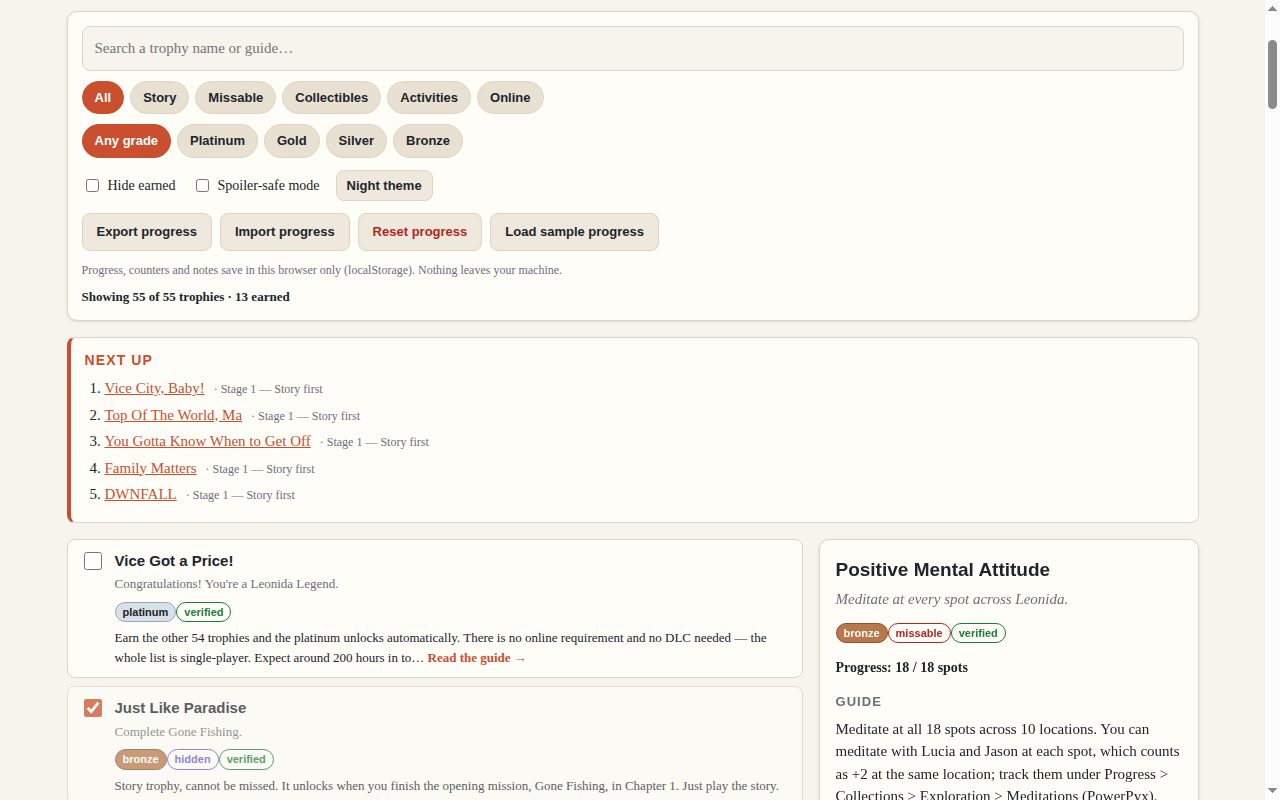 Search a trophy name or guide…
All Story Missable Collectibles Activities Online
Any grade Platinum Gold Silver Bronze
Hide earned Spoiler-safe mode Night theme
Export progress Import progress Reset progress Load sample progress
Progress, counters and notes save in this browser only (localStorage). Nothing leaves your machine.
Showing 55 of 55 trophies · 13 earned
NEXT UP
1. Vice City, Baby! · Stage 1 — Story first
2. Top Of The World, Ma · Stage 1 — Story first
3. You Gotta Know When to Get Off · Stage 1 — Story first
4. Family Matters · Stage 1 — Story first
5. DWNFALL · Stage 1 — Story first
Vice Got a Price!
Congratulations! You're a Leonida Legend.
platinum verified
Earn the other 54 trophies and the platinum unlocks automatically. There is no online requirement and no DLC needed — the
whole list is single-player. Expect around 200 hours in to… Read the guide →
Just Like Paradise
Complete Gone Fishing.
bronze hidden verified
Story trophy, cannot be missed. It unlocks when you finish the opening mission, Gone Fishing, in Chapter 1. Just play the story.
Positive Mental Attitude
Meditate at every spot across Leonida.
bronze missable verified
Progress: 18 / 18 spots
GUIDE
Meditate at all 18 spots across 10 locations. You can
meditate with Lucia and Jason at each spot, which counts
as +2 at the same location; track them under Progress >
Collections > Exploration > Meditations (PowerPyx).